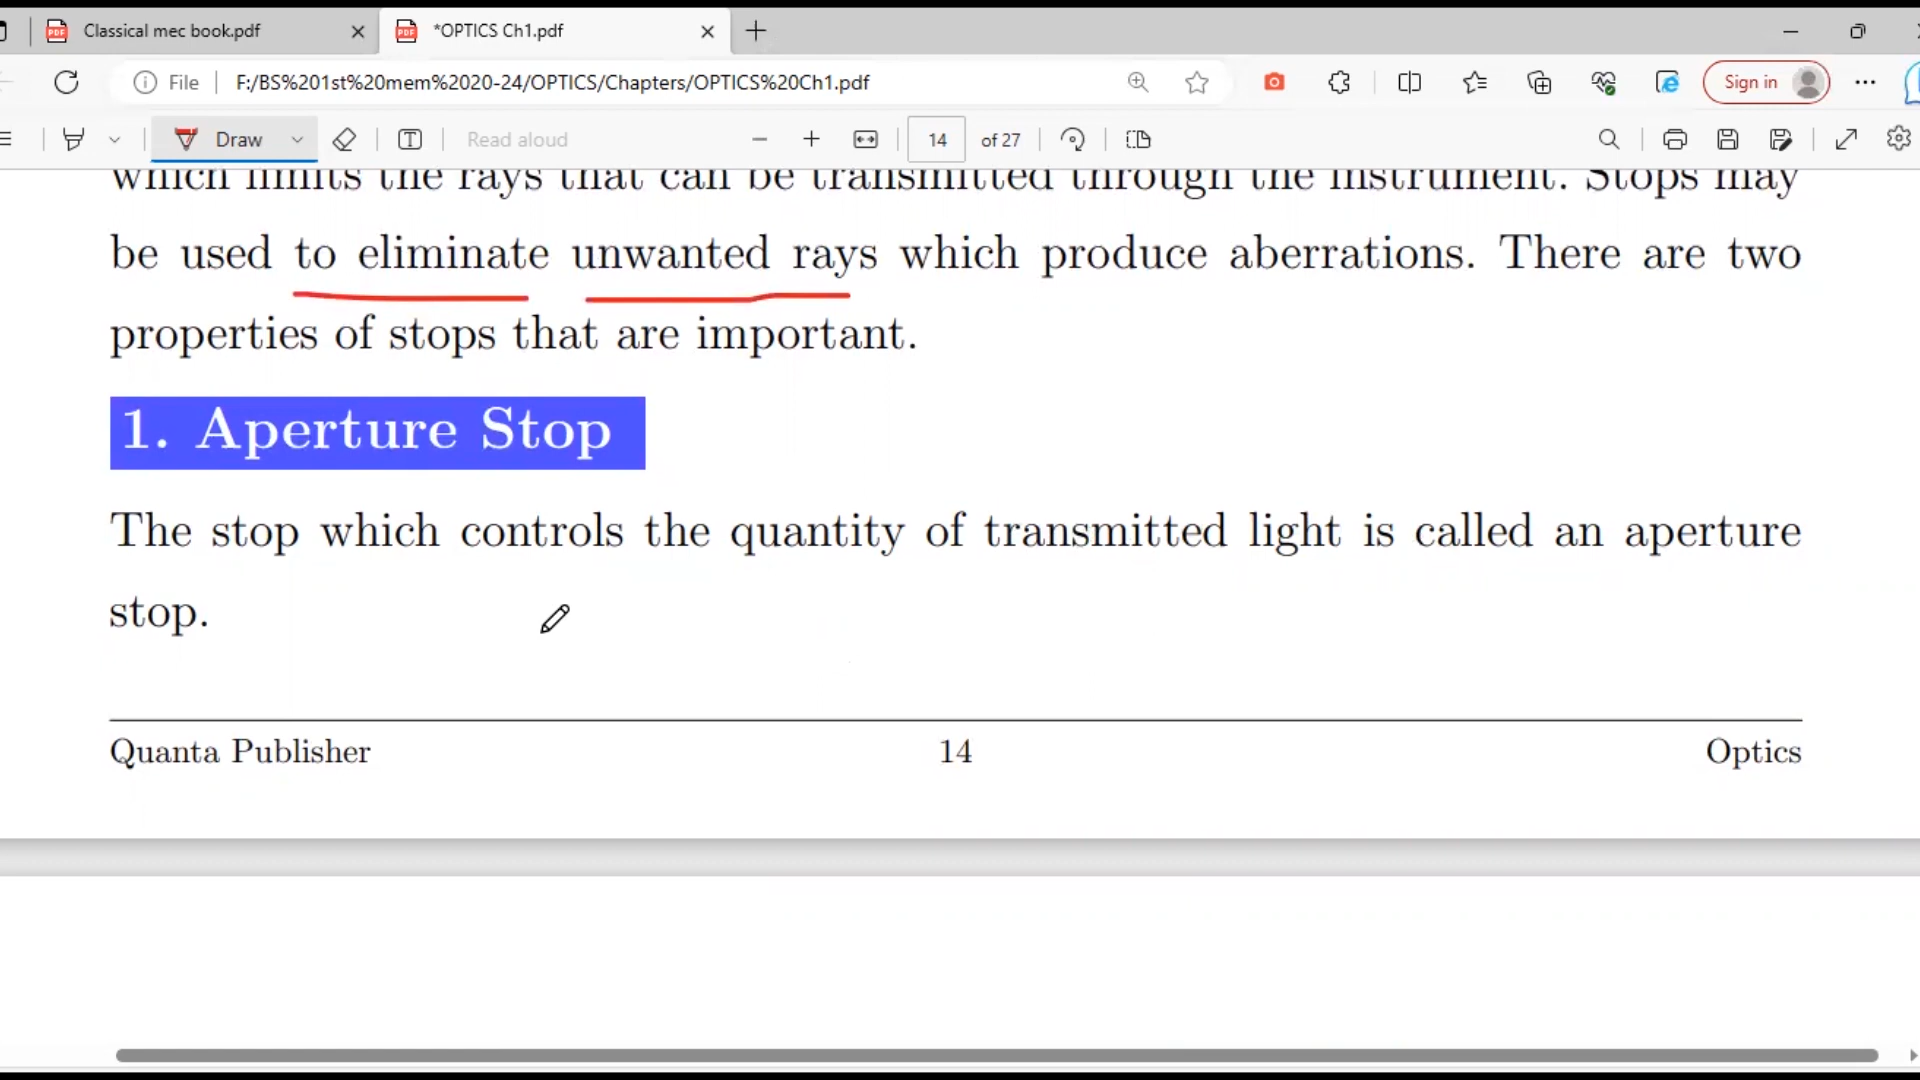 Classical mec book.pdf
*OPTICS Ch1.pdf
File
F:/BS%201st%20mem%2020-24/OPTICS/Chapters/OPTICS%20Ch1.pdf
Sign in
Draw
Read aloud
14
of 27
which limits the rays that can be transmitted through the instrument. Stops may
be used to eliminate unwanted rays which produce aberrations. There are two
properties of stops that are important.
1. Aperture Stop
The stop which controls the quantity of transmitted light is called an aperture
stop.
Quanta Publisher
14
Optics